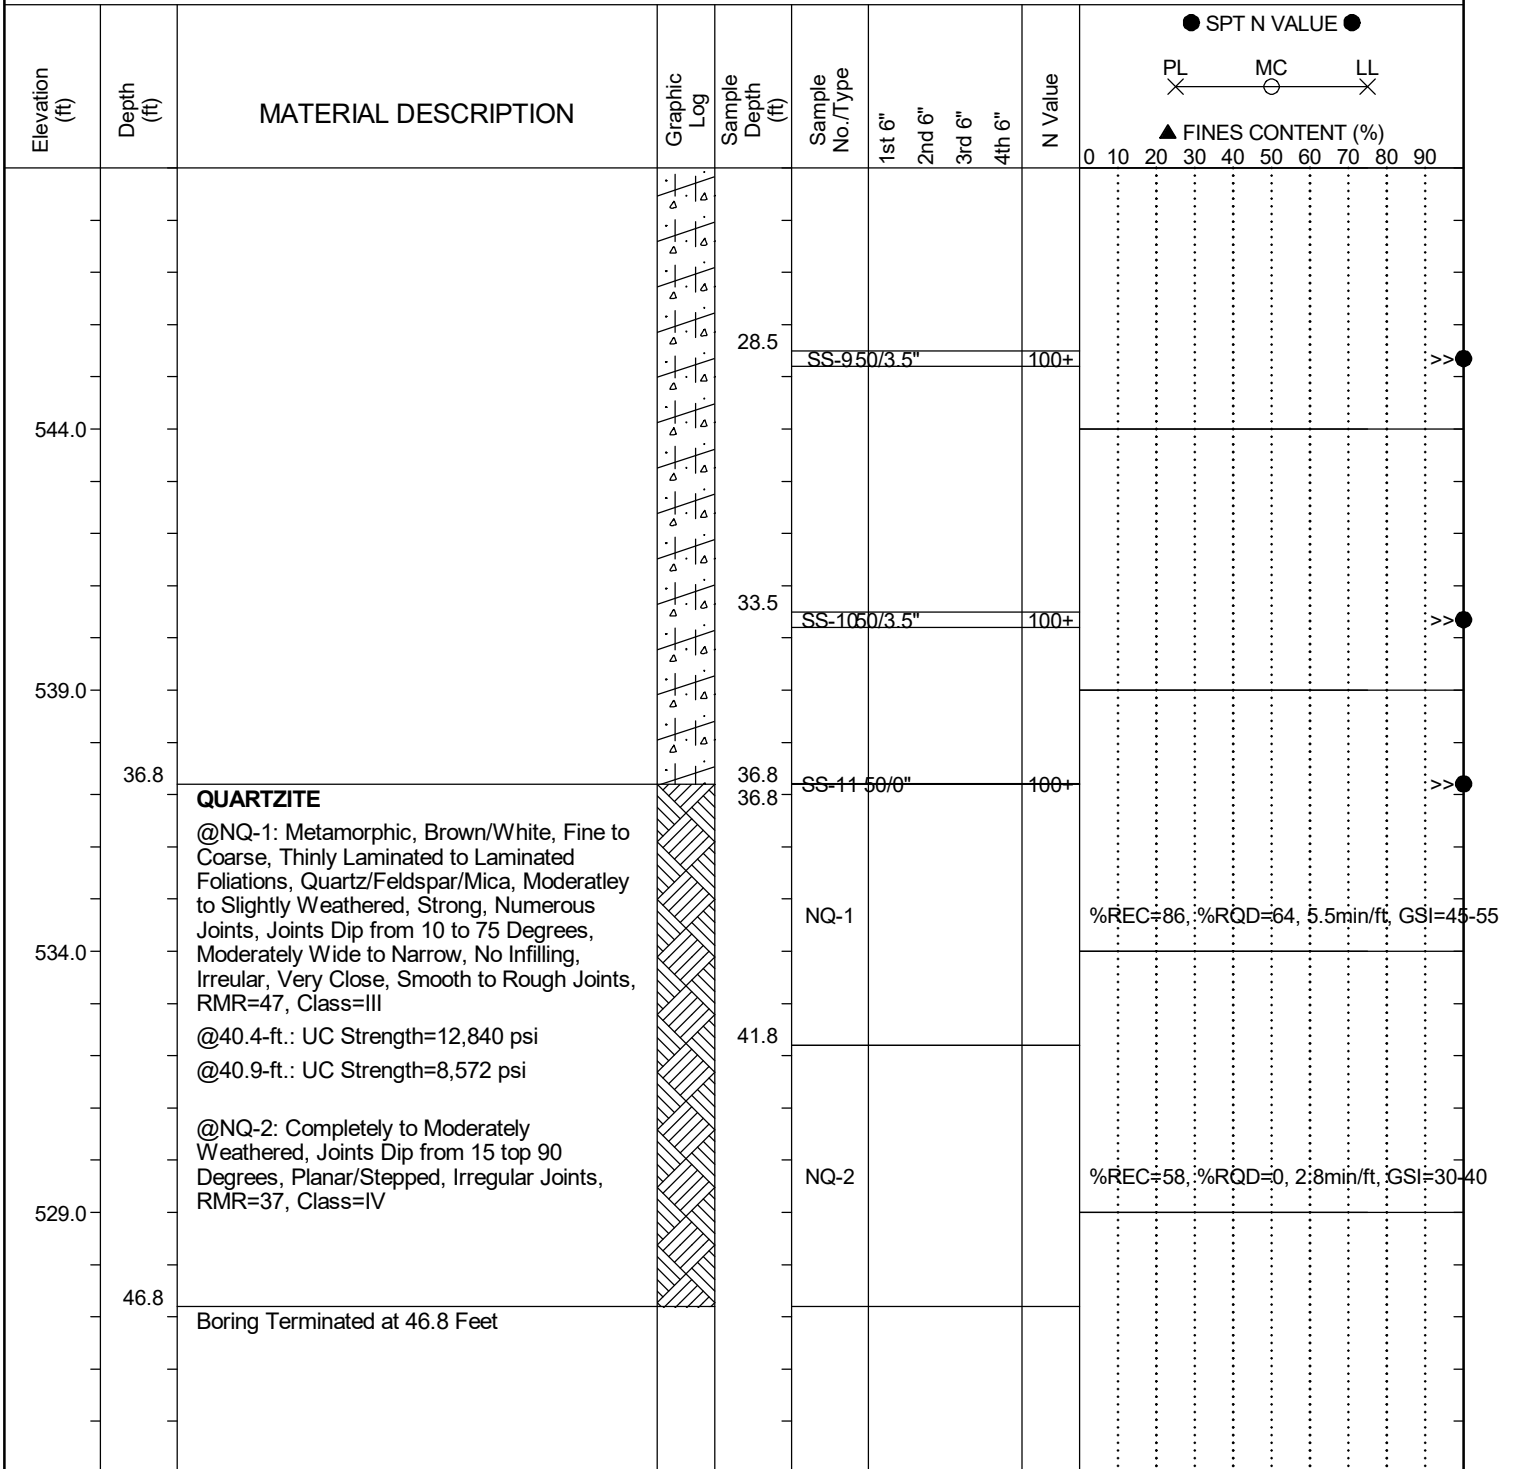 ● SPT N VALUE ●
PL MC LL
▲ FINES CONTENT (%)
0 10 20 30 40 50 60 70 80 90
Elevation
(ft)
Depth
(ft)
MATERIAL DESCRIPTION
Graphic
Log
Sample
Depth
(ft)
Sample
No./Type
1st 6"
2nd 6"
3rd 6"
4th 6"
N Value
28.5
SS-9 50/3.5" 100+ >>
544.0
33.5
SS-10 50/3.5" 100+ >>
539.0
36.8 36.8
SS-11 50/0" 100+ >>
36.8
QUARTZITE
@NQ-1: Metamorphic, Brown/White, Fine to
Coarse, Thinly Laminated to Laminated
Foliations, Quartz/Feldspar/Mica, Moderatley
to Slightly Weathered, Strong, Numerous
Joints, Joints Dip from 10 to 75 Degrees,
Moderately Wide to Narrow, No Infilling,
Irreular, Very Close, Smooth to Rough Joints,
RMR=47, Class=III
NQ-1 %REC=86, %RQD=64, 5.5min/ft, GSI=45-55
534.0
@40.4-ft.: UC Strength=12,840 psi
41.8
@40.9-ft.: UC Strength=8,572 psi
@NQ-2: Completely to Moderately
Weathered, Joints Dip from 15 top 90
Degrees, Planar/Stepped, Irregular Joints,
RMR=37, Class=IV
NQ-2 %REC=58, %RQD=0, 2.8min/ft, GSI=30-40
529.0
46.8
Boring Terminated at 46.8 Feet